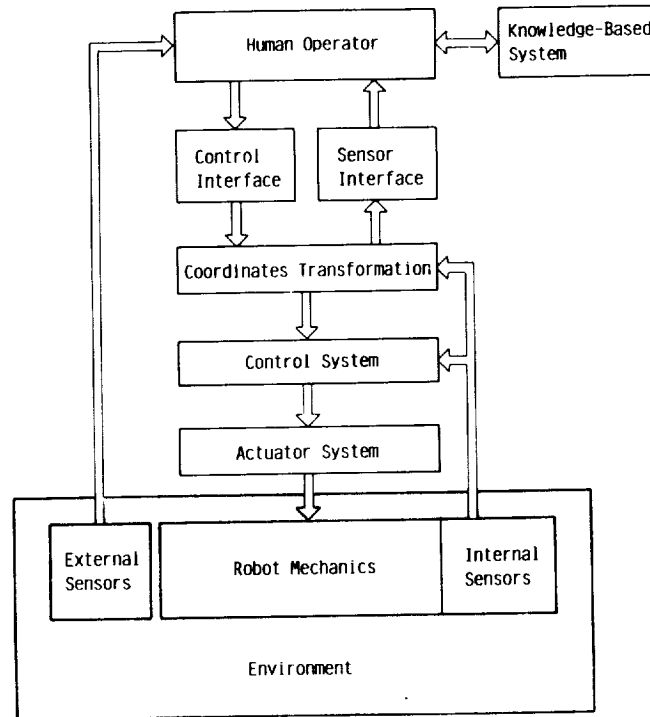 Human Operator
Knowledge-Based
System
Control
Interface
Sensor
Interface
Coordinates Transformation
Control System
Actuator System
External
Sensors
Robot Mechanics
Internal
Sensors
Environment